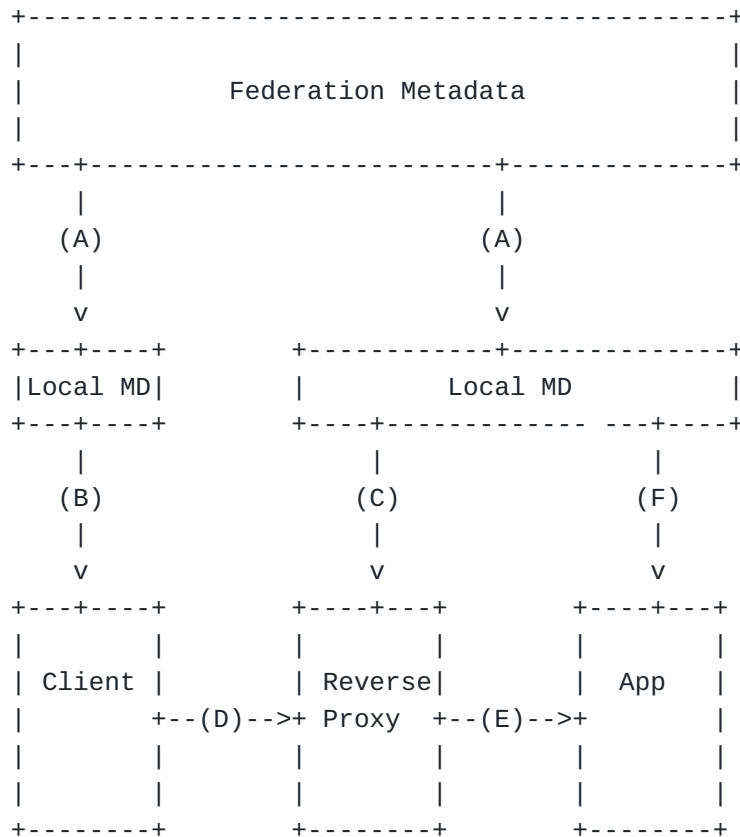 +----------------------------------------------+
|                                              |
|             Federation Metadata              |
|                                              |
+---+--------------------------+--------------+
    |                          |
   (A)                        (A)
    |                          |
    v                          v
+---+----+        +------------+--------------+
|Local MD|        |         Local MD          |
+---+----+        +----+------------- ---+----+
    |                  |                 |
   (B)                (C)               (F)
    |                  |                 |
    v                  v                 v
+---+----+        +----+---+        +----+---+
|        |        |        |        |        |
| Client |        | Reverse|        |  App   |
|        +--(D)-->+ Proxy  +--(E)-->+        |
|        |        |        |        |        |
|        |        |        |        |        |
+--------+        +--------+        +--------+